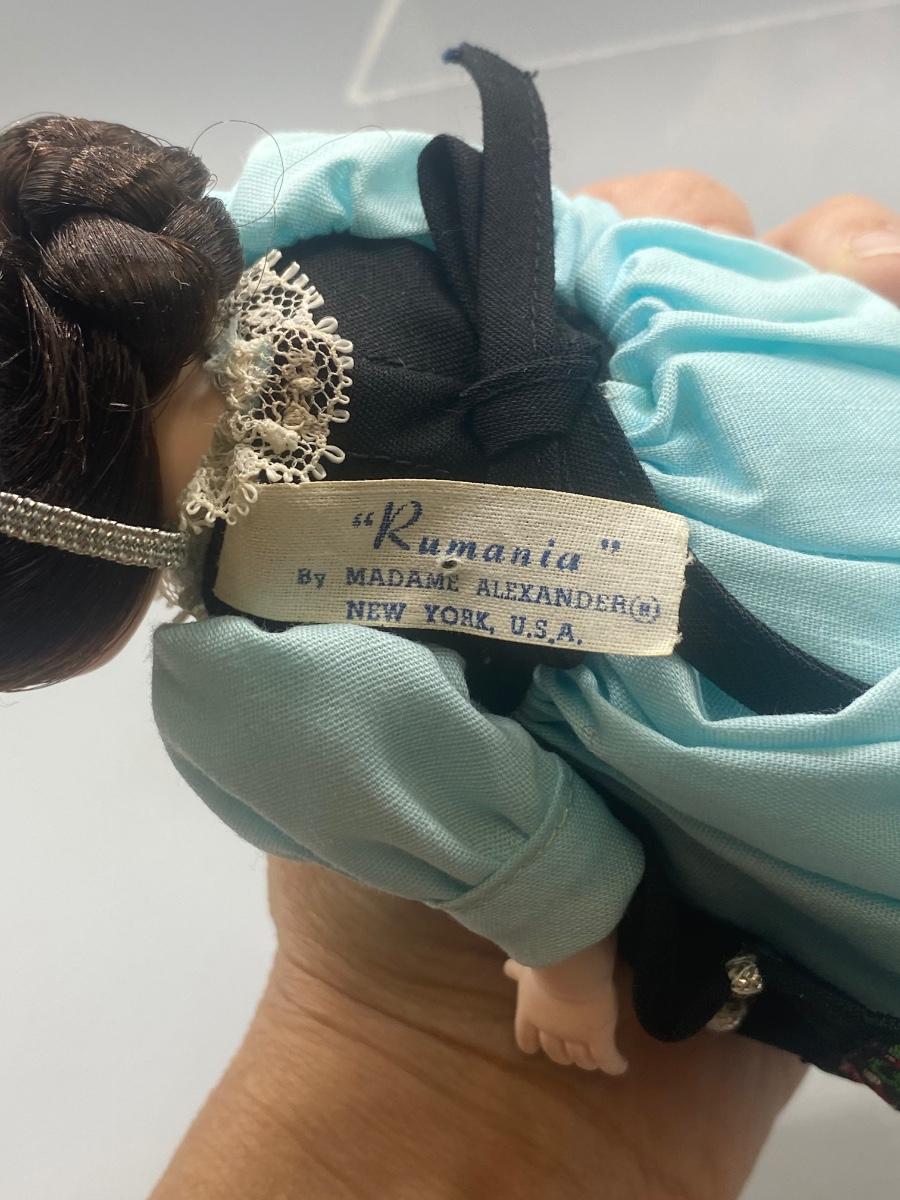 “Rumania”
By MADAME ALEXANDER®
NEW YORK, U.S.A.